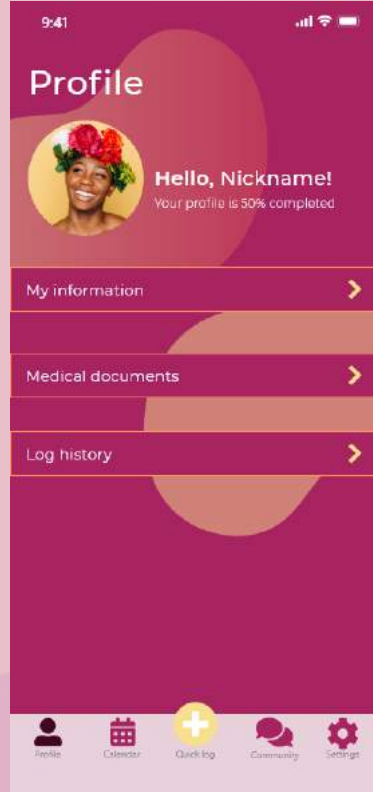 9:41
Profile
Hello, Nickname!
Your profile is 50% completed
My information
Medical documents
Log history
Profile Calendar Quick log Community Settings